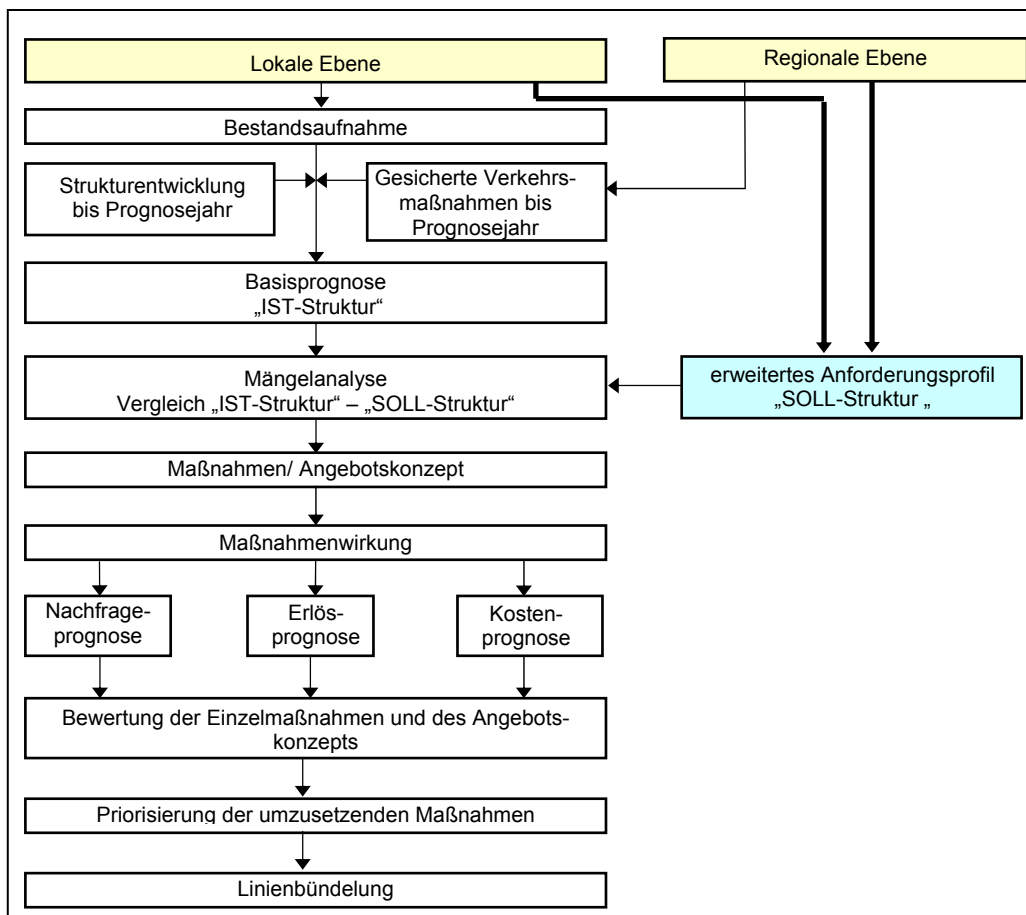 Lokale Ebene
Regionale Ebene
Bestandsaufnahme
Strukturentwicklung
bis Prognosejahr
Gesicherte Verkehrs-
maßnahmen bis
Prognosejahr
Basisprognose
„IST-Struktur“
Mängelanalyse
Vergleich „IST-Struktur“ – „SOLL-Struktur“
erweitertes Anforderungsprofil
„SOLL-Struktur „
Maßnahmen/ Angebotskonzept
Maßnahmenwirkung
Nachfrage-
prognose
Erlös-
prognose
Kosten-
prognose
Bewertung der Einzelmaßnahmen und des Angebots-
konzepts
Priorisierung der umzusetzenden Maßnahmen
Linienbündelung